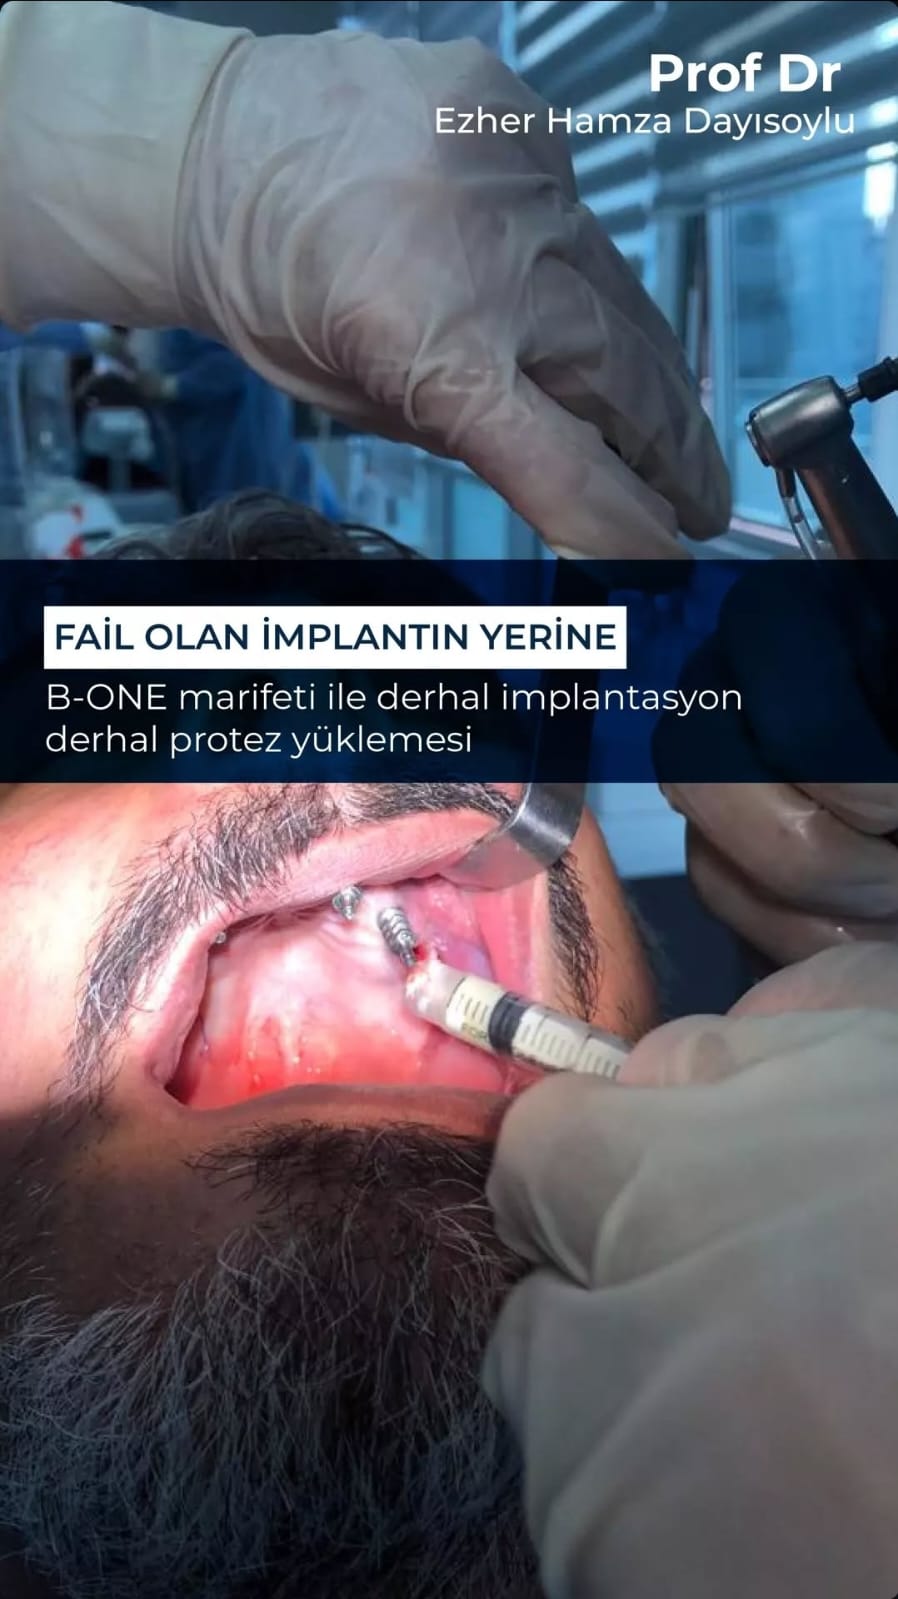 Prof Dr
Ezher Hamza Dayısoylu
FAİL OLAN İMPLANTIN YERİNE
B-ONE marifeti ile derhal implantasyon
derhal protez yüklemesi